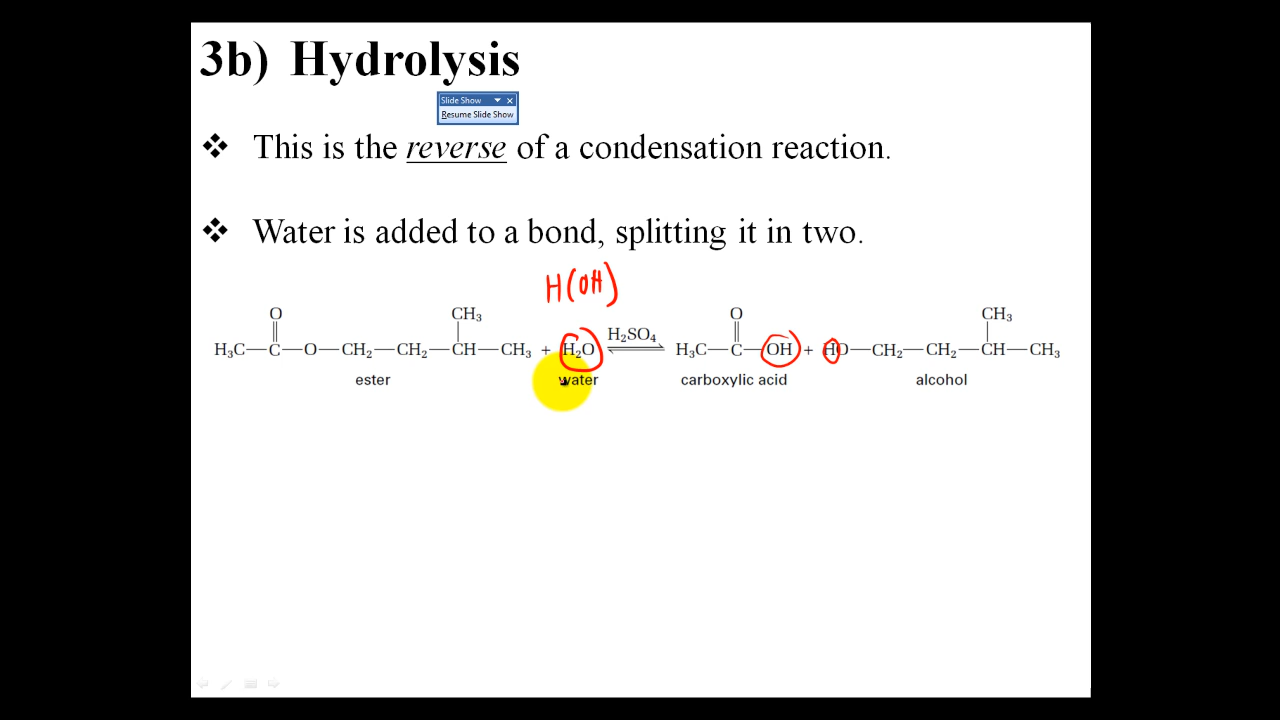 3b) Hydrolysis
Slide Show
Resume Slide Show
❖ This is the reverse of a condensation reaction.
❖ Water is added to a bond, splitting it in two.
H(OH)
O CH₃ O CH₃
H₃C—C—O—CH₂—CH₂—CH—CH₃ + H₂O H₂SO₄ H₃C—C—OH + HO—CH₂—CH₂—CH—CH₃
ester water carboxylic acid alcohol